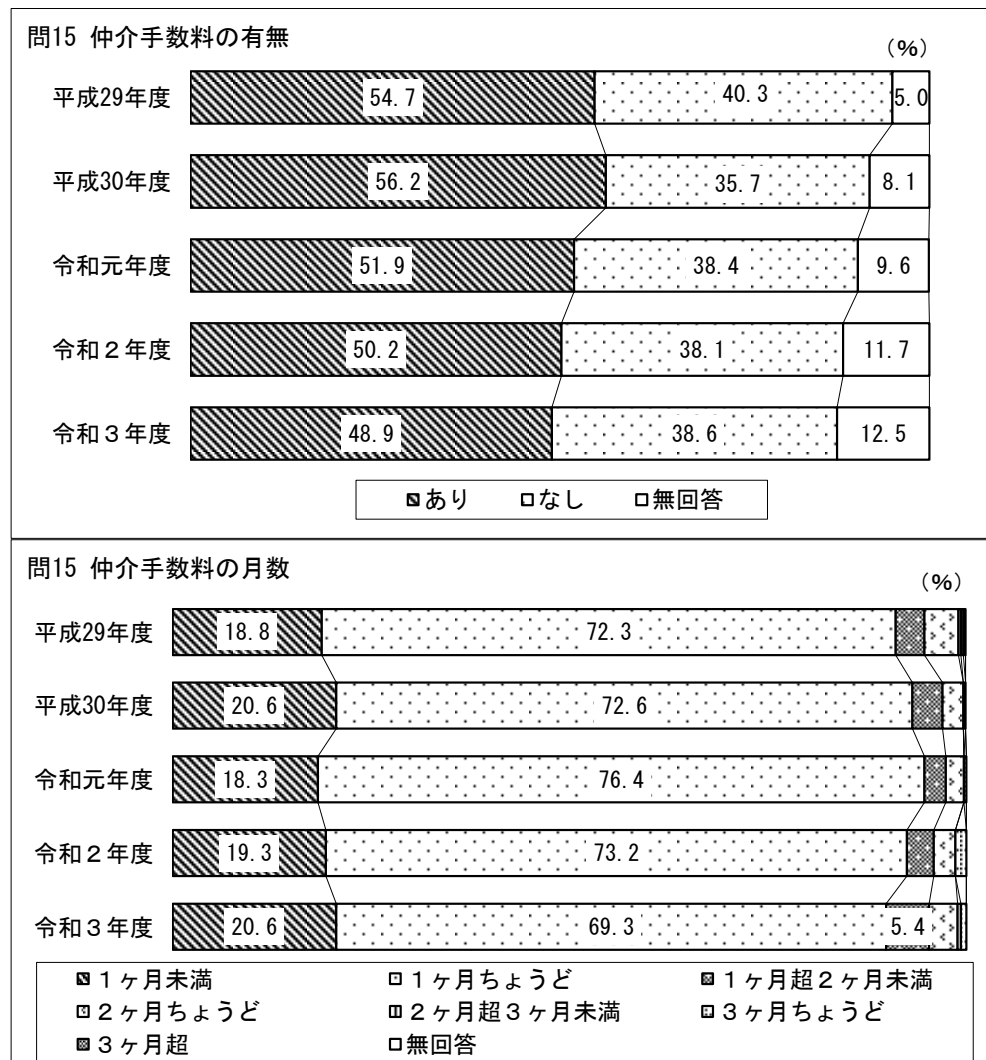 問15 仲介手数料の有無
(%)
平成29年度 54.7 40.3 5.0
平成30年度 56.2 35.7 8.1
令和元年度 51.9 38.4 9.6
令和２年度 50.2 38.1 11.7
令和３年度 48.9 38.6 12.5
あり なし 無回答
問15 仲介手数料の月数
(%)
平成29年度 18.8 72.3
平成30年度 20.6 72.6
令和元年度 18.3 76.4
令和２年度 19.3 73.2
令和３年度 20.6 69.3 5.4
１ヶ月未満 １ヶ月ちょうど １ヶ月超２ヶ月未満
２ヶ月ちょうど ２ヶ月超３ヶ月未満 ３ヶ月ちょうど
３ヶ月超 無回答